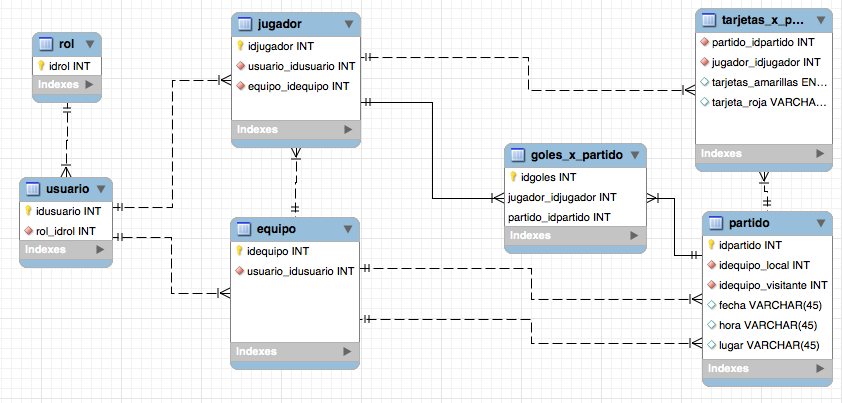 rol
idrol INT
Indexes
usuario
idusuario INT
rol_idrol INT
Indexes
jugador
idjugador INT
usuario_idusuario INT
equipo_idequipo INT
Indexes
equipo
idequipo INT
usuario_idusuario INT
Indexes
goles_x_partido
idgoles INT
jugador_idjugador INT
partido_idpartido INT
Indexes
tarjetas_x_p...
partido_idpartido INT
jugador_idjugador INT
tarjetas_amarillas EN...
tarjeta_roja VARCHA...
Indexes
partido
idpartido INT
idequipo_local INT
idequipo_visitante INT
fecha VARCHAR(45)
hora VARCHAR(45)
lugar VARCHAR(45)
Indexes